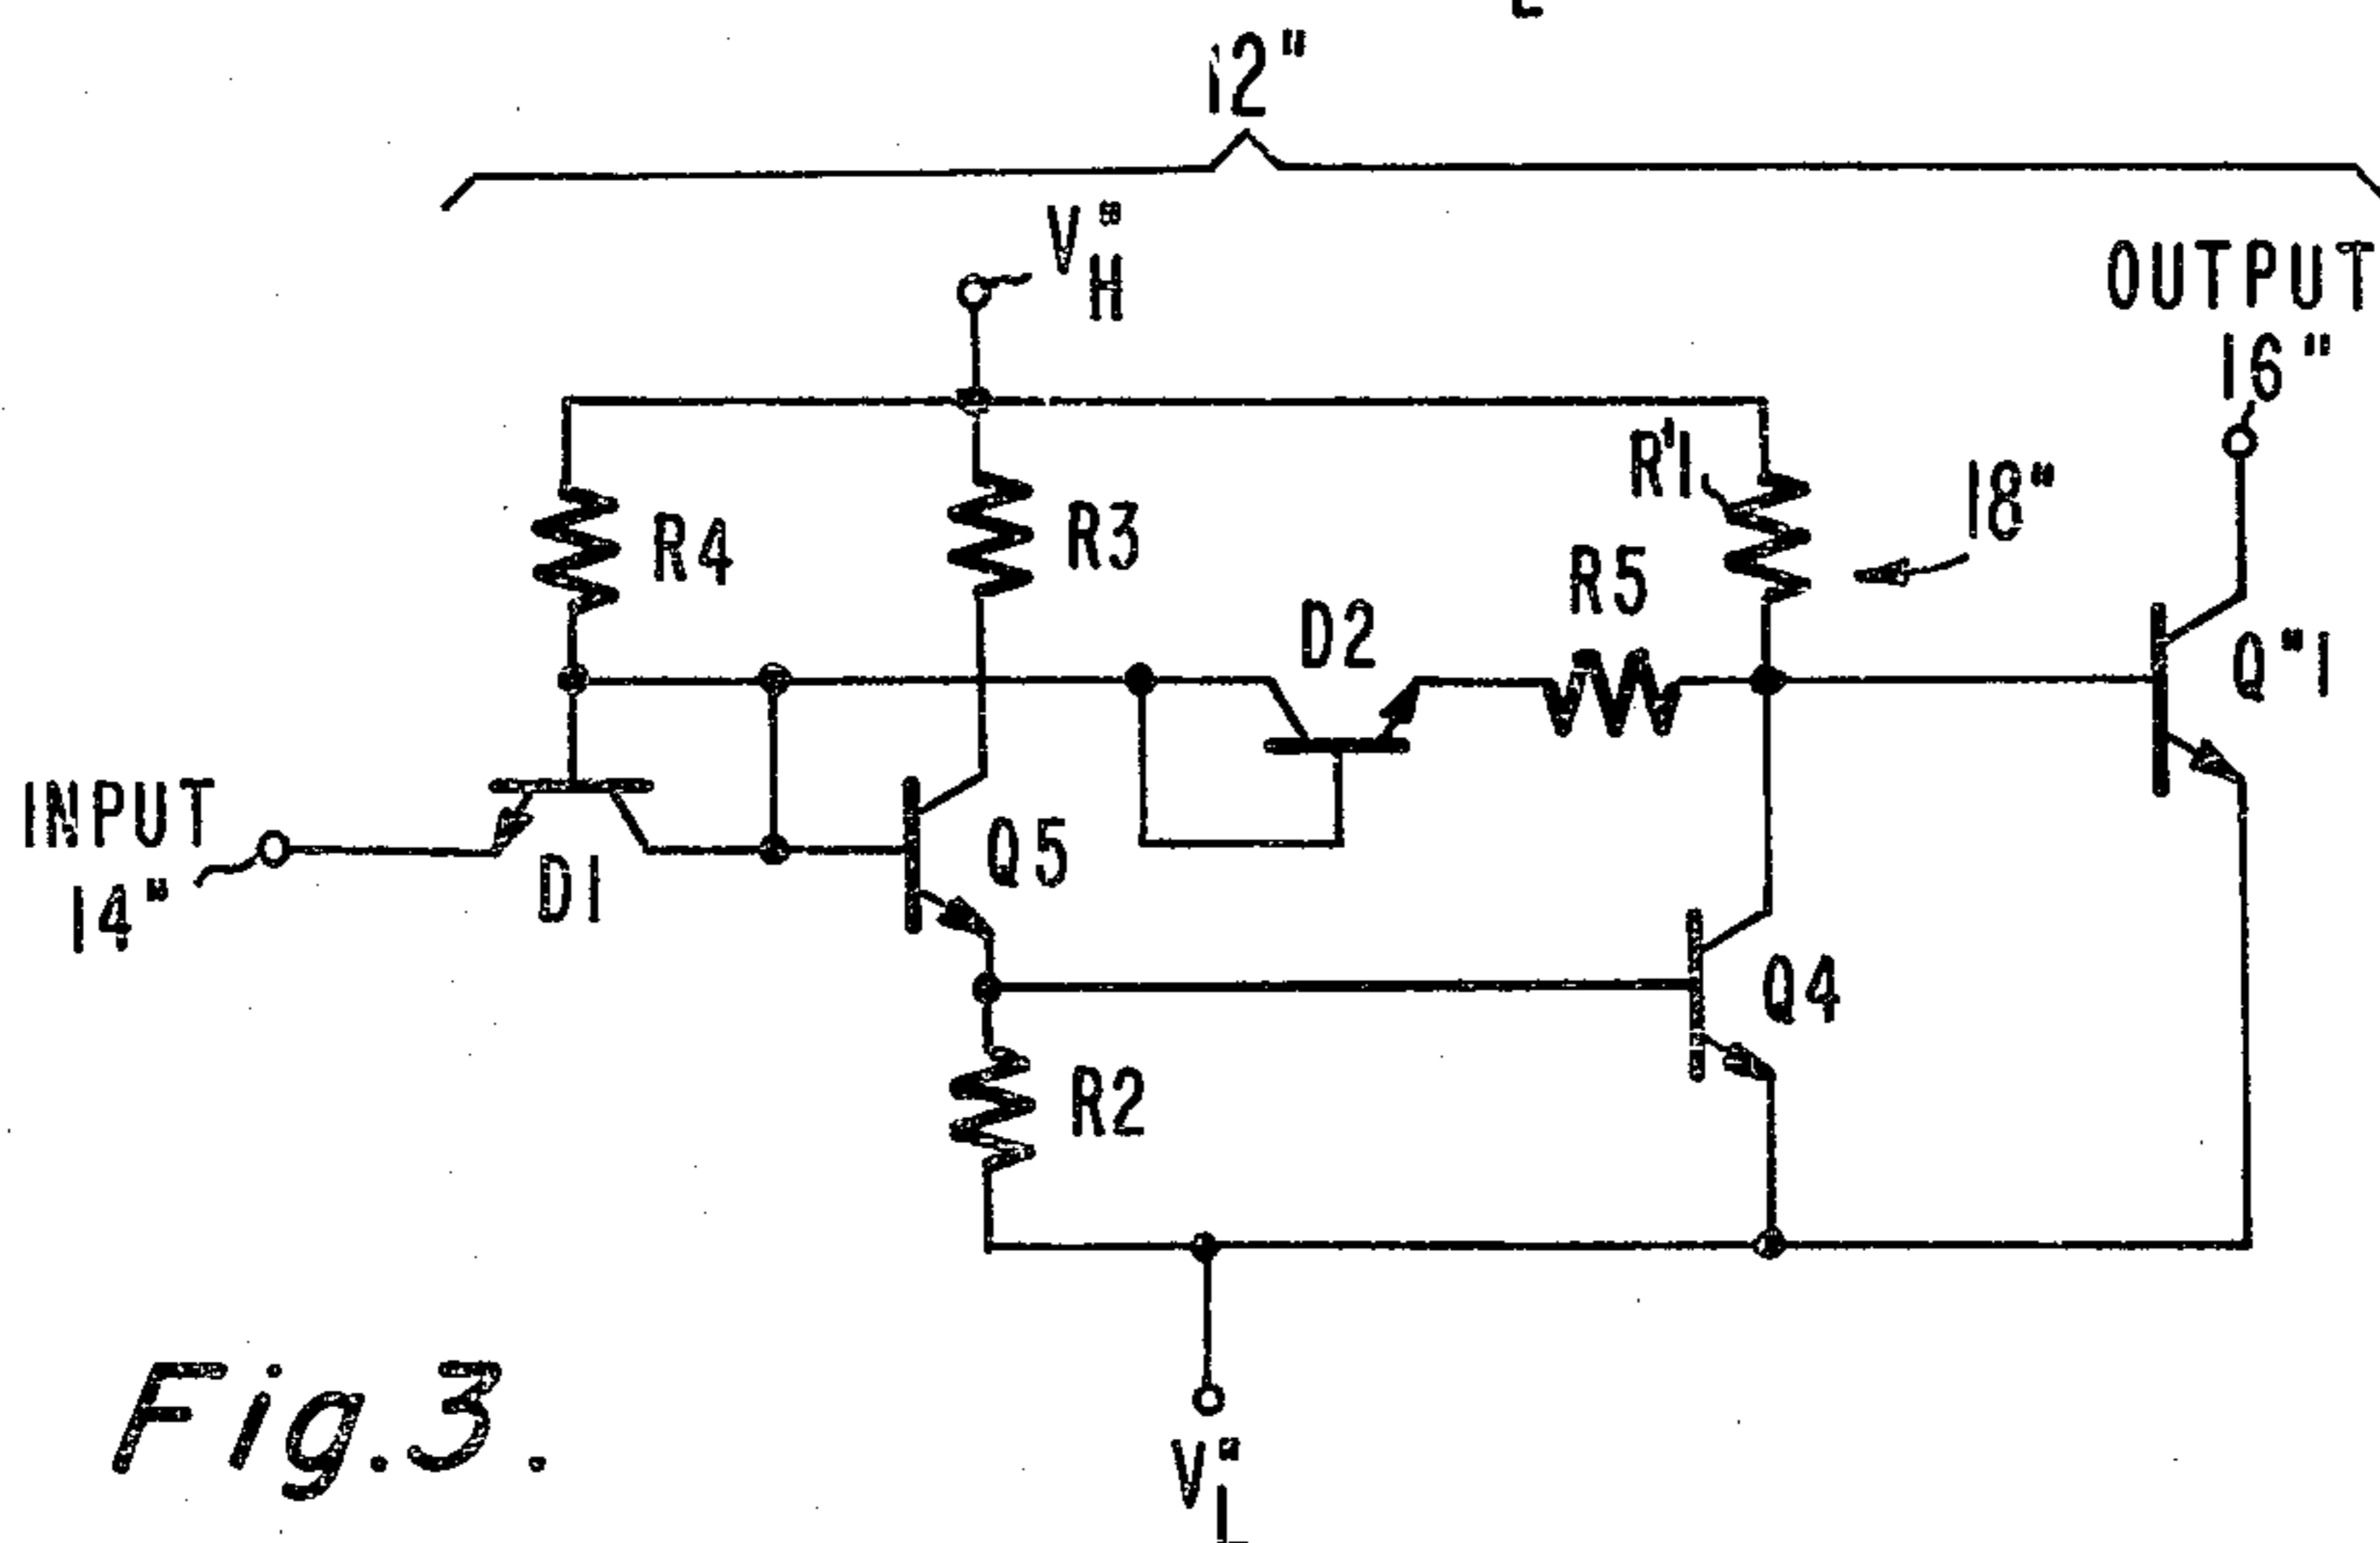 12"
V"H
OUTPUT
16"
R'1
18"
R4
R3
R5
D2
Q"1
INPUT
14"
D1
Q5
Q4
R2
V"L
Fig.3.